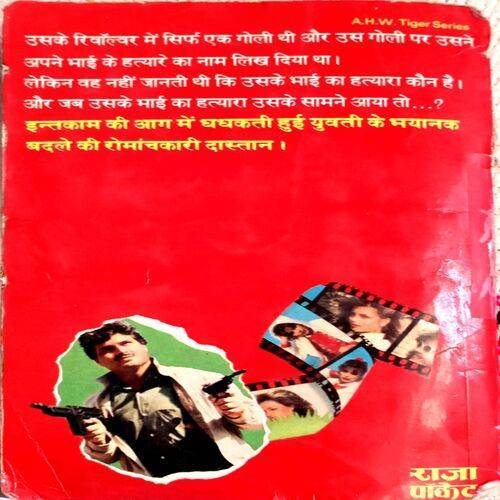 A.H.W. Tiger Series
उसके रिवॉल्वर में सिर्फ एक गोली थी और उस गोली पर उसने
अपने भाई के हत्यारे का नाम लिख दिया था।
लेकिन वह नहीं जानती थी कि उसके भाई का हत्यारा कौन है।
और जब उसके भाई का हत्यारा उसके सामने आया तो...?
इन्तकाम की आग में धधकती हुई युवती के भयानक
बदले की रोमांचकारी दास्तान।
राजा
पॉकेट